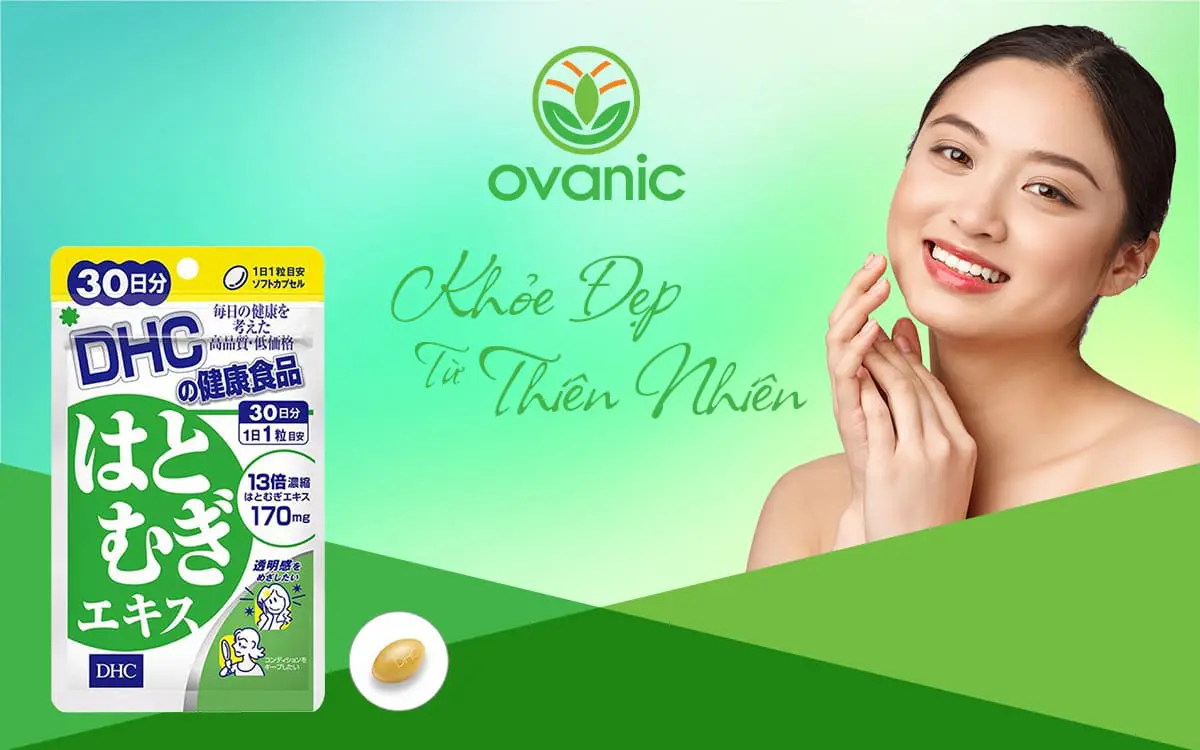 ovanic
Khỏe Đẹp
Từ Thiên Nhiên
30日分
1日1粒目安
ソフトカプセル
毎日の健康を
考えた
高品質・低価格
DHC
の健康食品
30日分
1日1粒目安
はと
むぎ
エキス
13倍濃縮
はとむぎエキス
170mg
透明感を
めざしたい
コンディションを
キープしたい
DHC
DHC